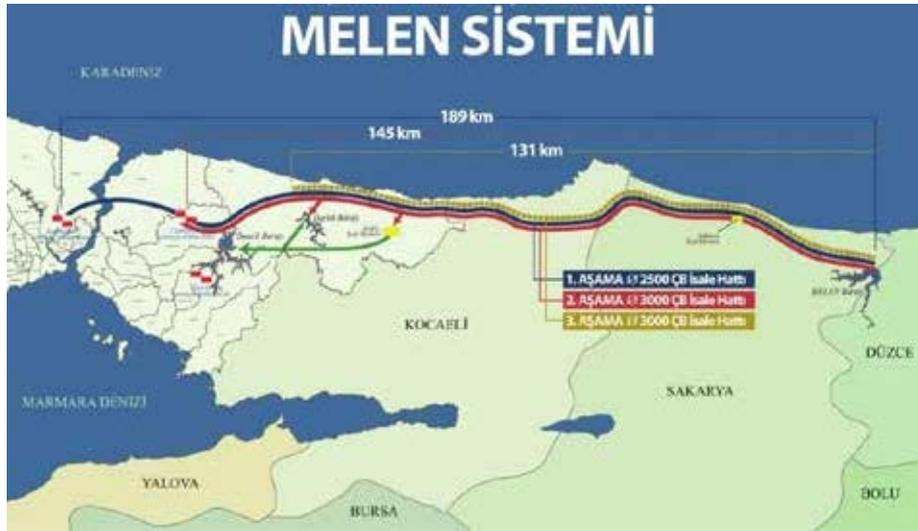 MELEN SİSTEMİ
KARADENİZ
189 km
145 km
131 km
1. AŞAMA Ø 2500 ÇB İsale Hattı
2. AŞAMA Ø 3000 ÇB İsale Hattı
3. AŞAMA Ø 3000 ÇB İsale Hattı
KOCAELİ
DÜZCE
SAKARYA
MARMARA DENİZİ
YALOVA
BURSA
BOLU